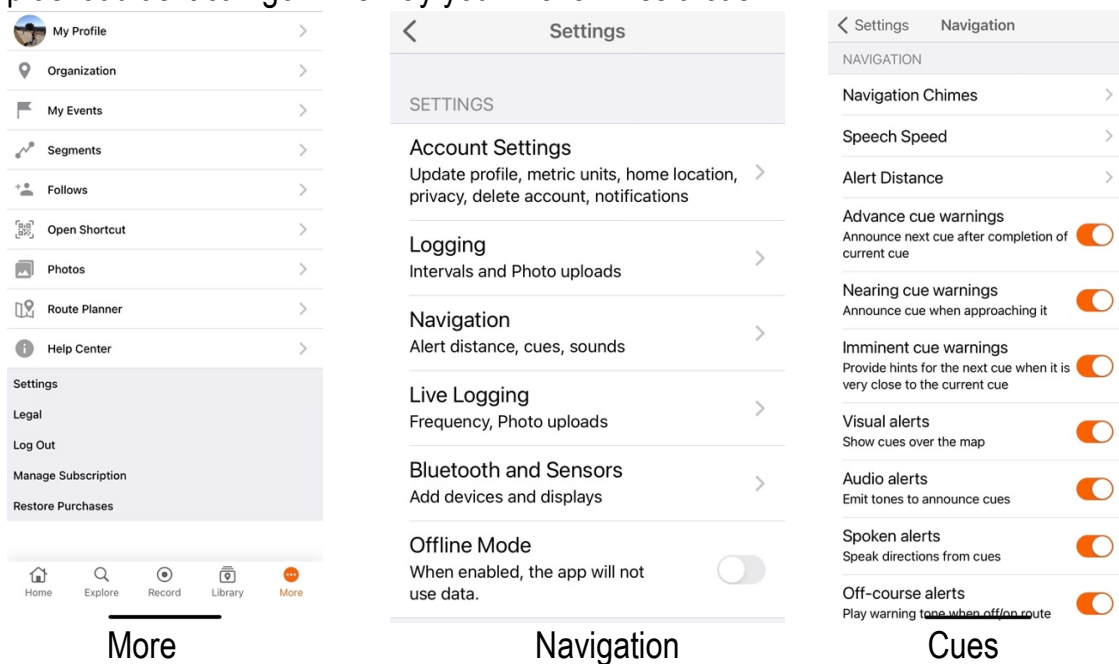 My Profile
Organization
My Events
Segments
Follows
Open Shortcut
Photos
Route Planner
Help Center
Settings
Legal
Log Out
Manage Subscription
Restore Purchases
Home Explore Record Library More
More
Settings
SETTINGS
Account Settings
Update profile, metric units, home location,
privacy, delete account, notifications
Logging
Intervals and Photo uploads
Navigation
Alert distance, cues, sounds
Live Logging
Frequency, Photo uploads
Bluetooth and Sensors
Add devices and displays
Offline Mode
When enabled, the app will not
use data.
Navigation
Settings Navigation
NAVIGATION
Navigation Chimes
Speech Speed
Alert Distance
Advance cue warnings
Announce next cue after completion of
current cue
Nearing cue warnings
Announce cue when approaching it
Imminent cue warnings
Provide hints for the next cue when it is
very close to the current cue
Visual alerts
Show cues over the map
Audio alerts
Emit tones to announce cues
Spoken alerts
Speak directions from cues
Off-course alerts
Play warning tone when off/on route
Cues